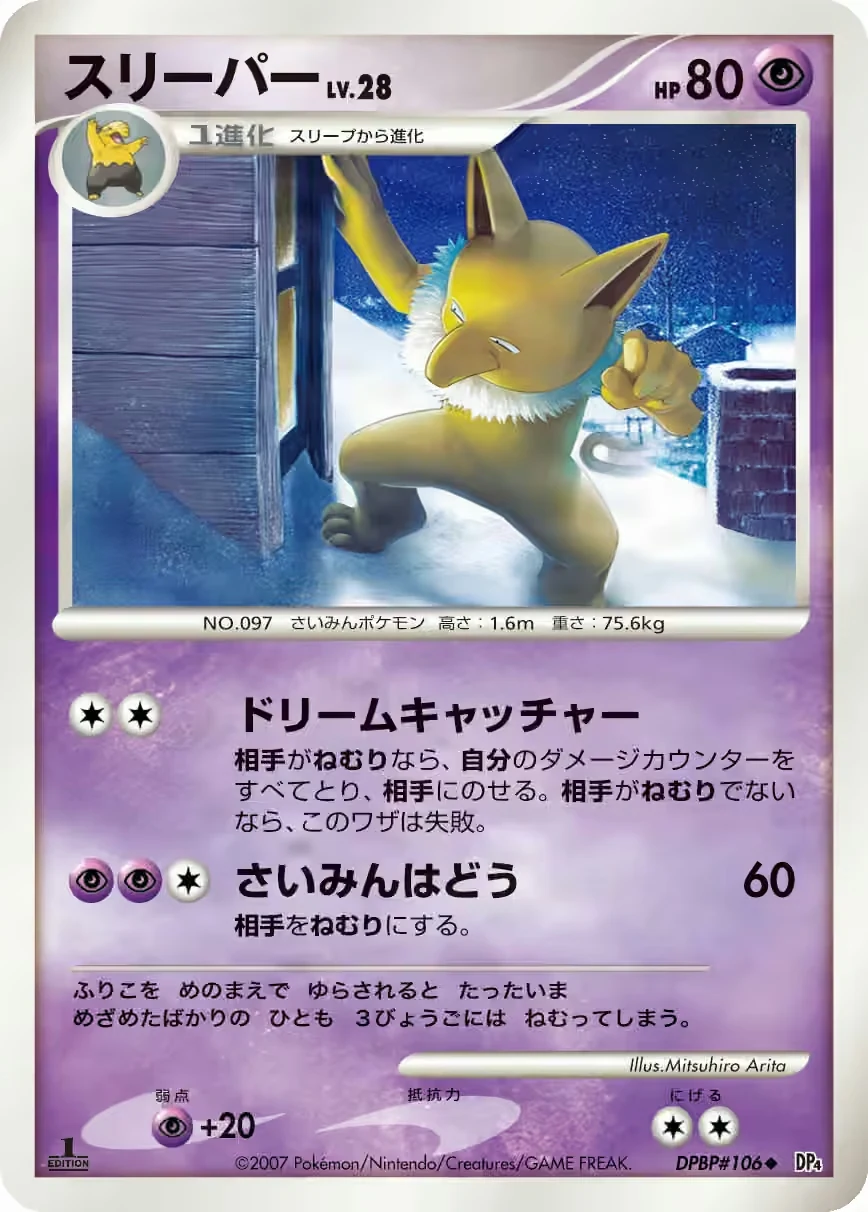 スリーパー LV.28 HP 80
1進化 スリープから進化
NO.097 さいみんポケモン 高さ：1.6m 重さ：75.6kg
ドリームキャッチャー
相手がねむりなら、自分のダメージカウンターを
すべてとり、相手にのせる。相手がねむりでない
なら、このワザは失敗。
さいみんはどう 60
相手をねむりにする。
ふりこを めのまえで ゆらされると たったいま
めざめたばかりの ひとも 3びょうごには ねむってしまう。
Illus.Mitsuhiro Arita
弱点 抵抗力 にげる
+20
1 EDITION
©2007 Pokémon/Nintendo/Creatures/GAME FREAK. DPBP#106◆ DP4